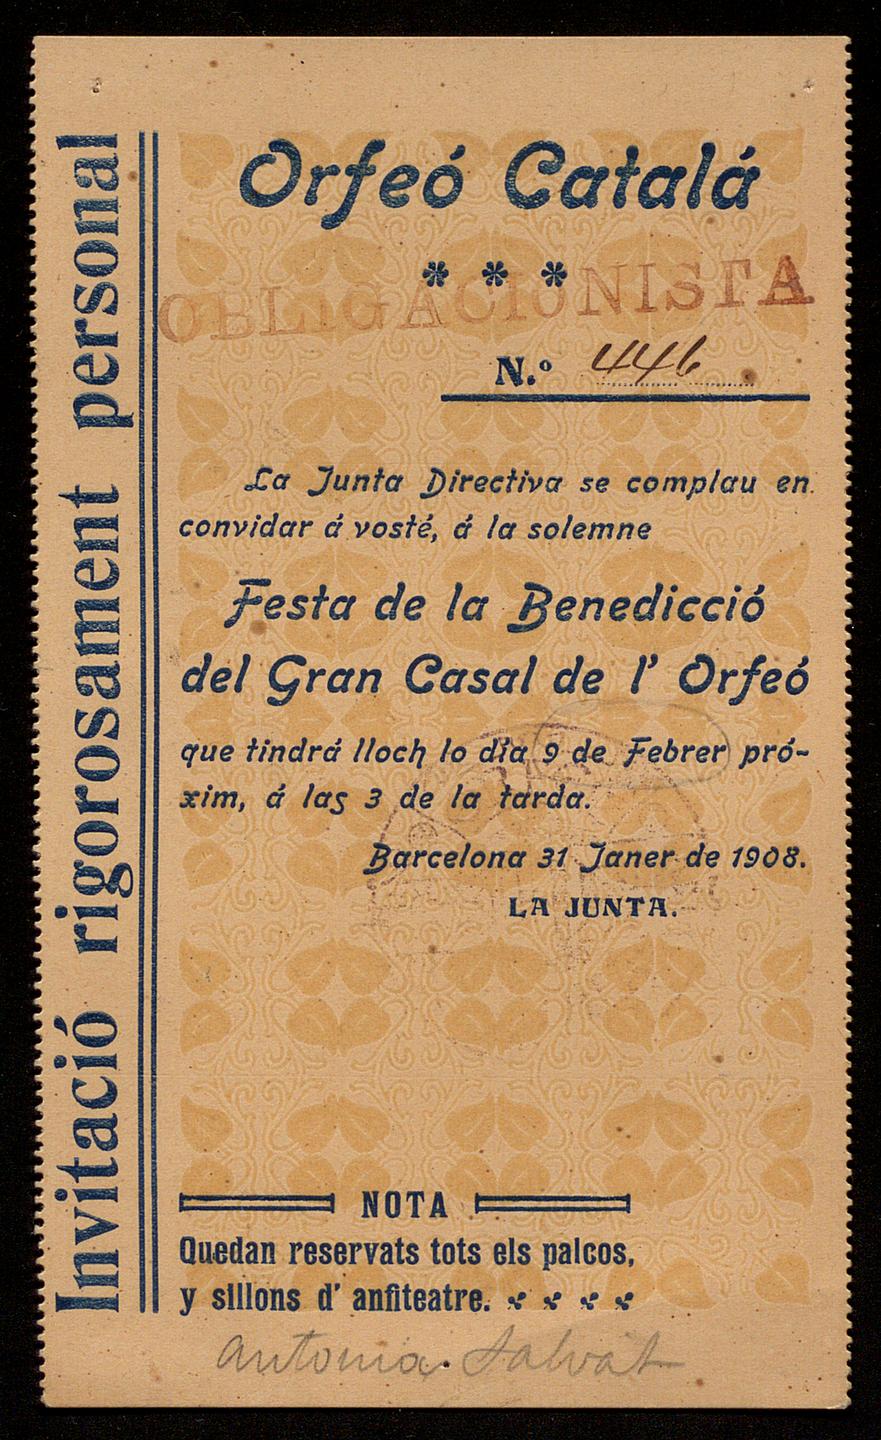 Invitació rigorosament personal
Orfeó Catalá
* * *
OBLIGACIONISTA
N.º 446
La Junta Directiva se complau en
convidar á vosté, á la solemne
Festa de la Benedicció
del Gran Casal de l' Orfeó
que tindrá lloch lo día 9 de Febrer pró-
xim, á las 3 de la tarda.
Barcelona 31 Janer de 1908.
LA JUNTA.
NOTA
Quedan reservats tots els palcos,
y sillons d' anfiteatre.
Antonia Salvat